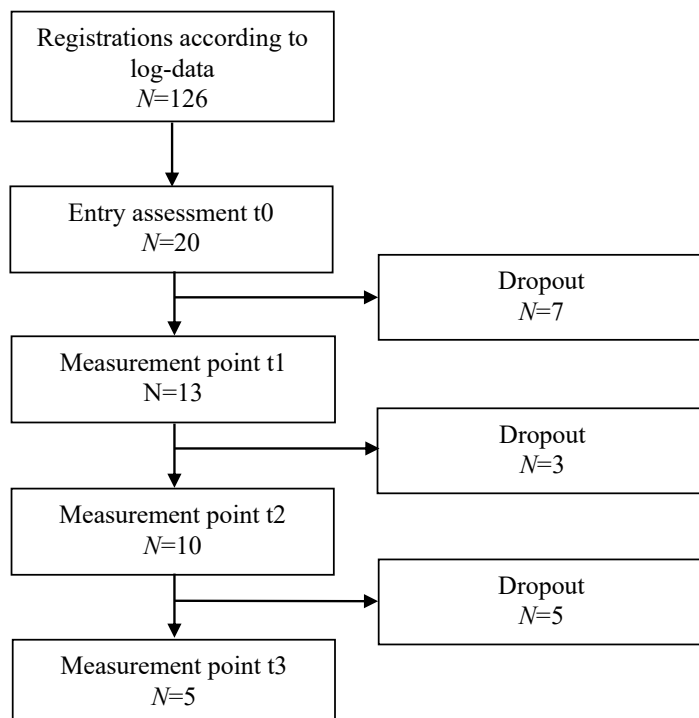 Registrations according to
log-data
N=126
Entry assessment t0
N=20
Dropout
N=7
Measurement point t1
N=13
Dropout
N=3
Measurement point t2
N=10
Dropout
N=5
Measurement point t3
N=5